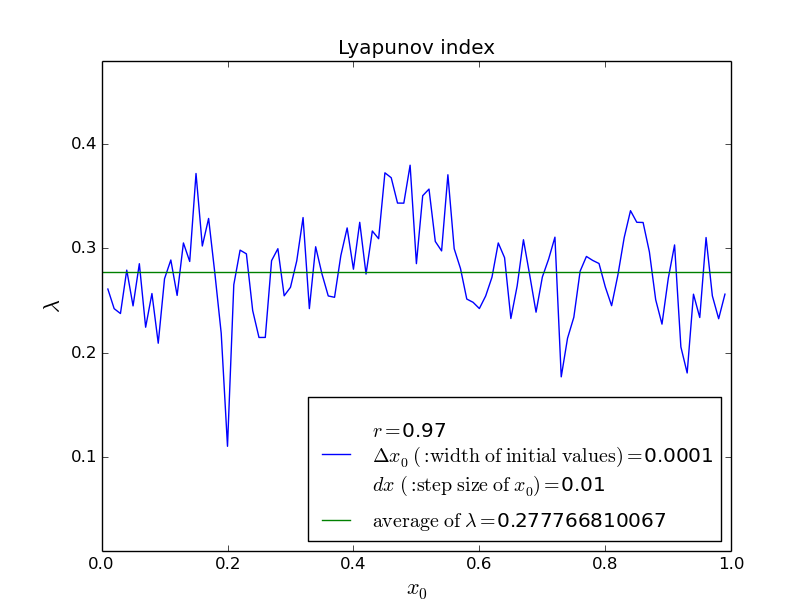 Lyapunov index
0.4
0.3
0.2
0.1
λ
r=0.97
Δx₀ ( :width of initial values)=0.0001
dx ( :step size of x₀)=0.01
average of λ=0.277766810067
0.0 0.2 0.4 0.6 0.8 1.0
x₀